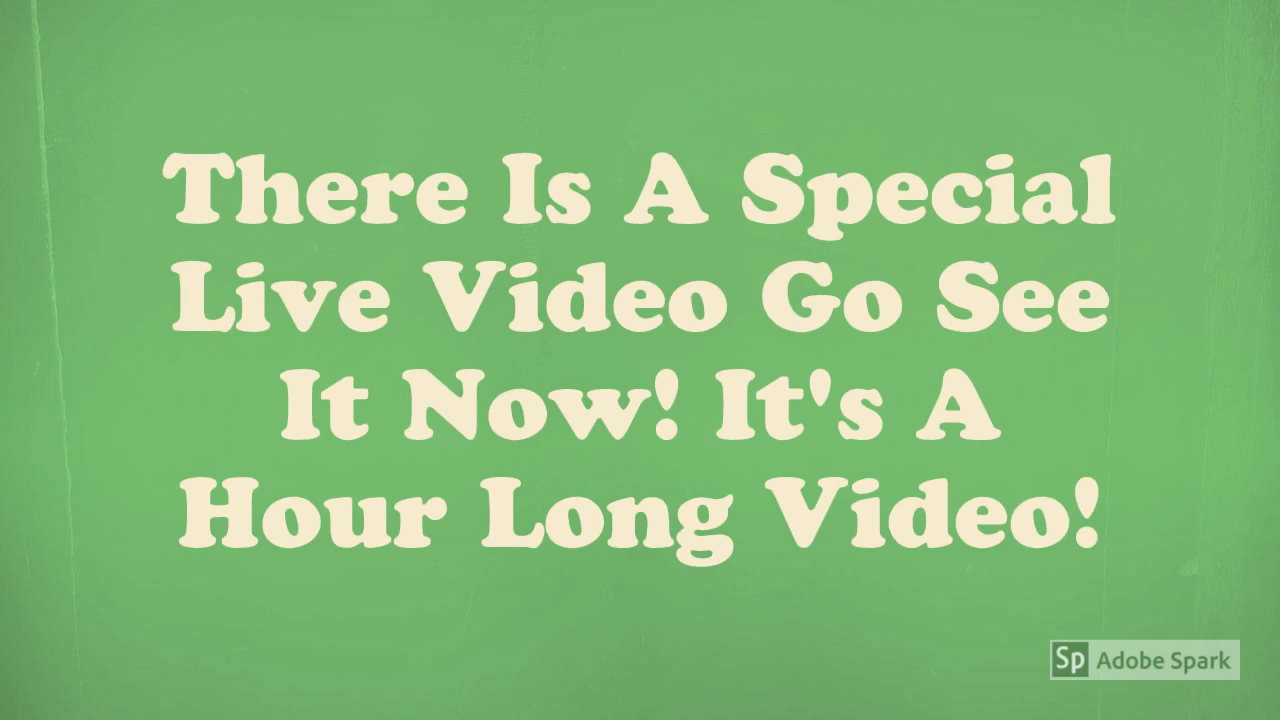 There Is A Special
Live Video Go See
It Now! It's A
Hour Long Video!
Sp Adobe Spark